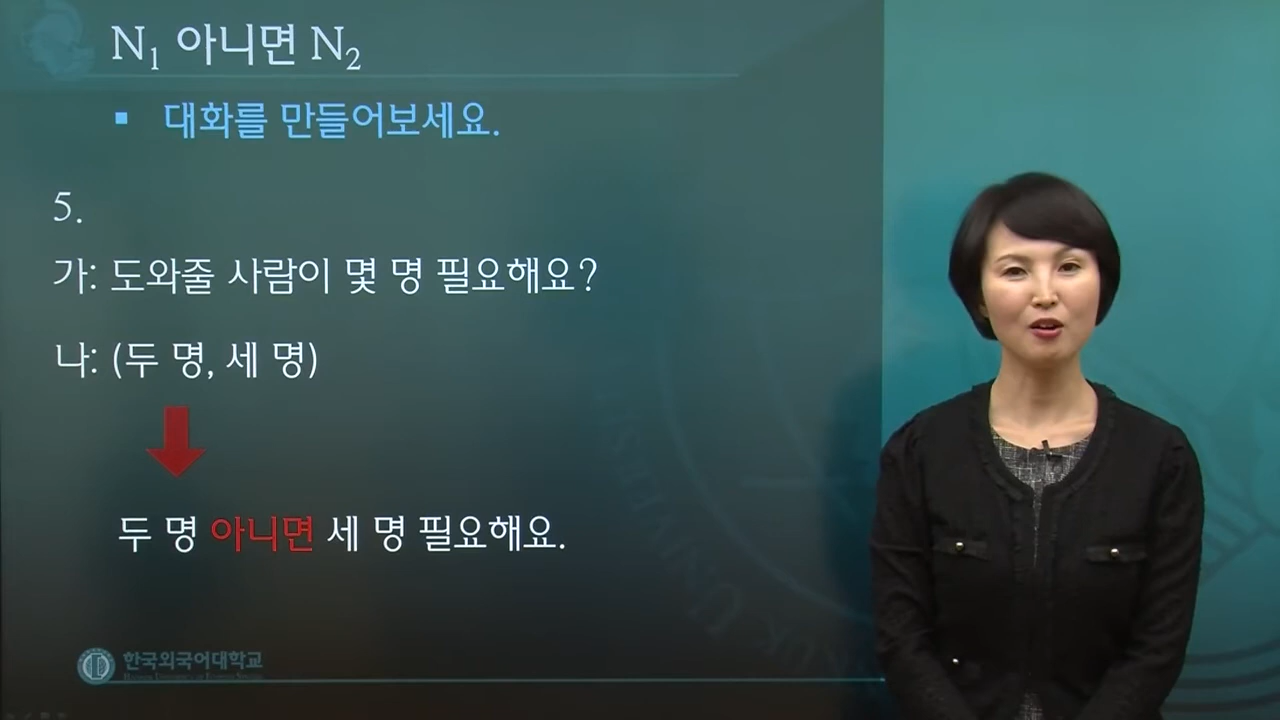 N₁ 아니면 N₂
▪ 대화를 만들어보세요.
5.
가: 도와줄 사람이 몇 명 필요해요?
나: (두 명, 세 명)
두 명 아니면 세 명 필요해요.
한국외국어대학교